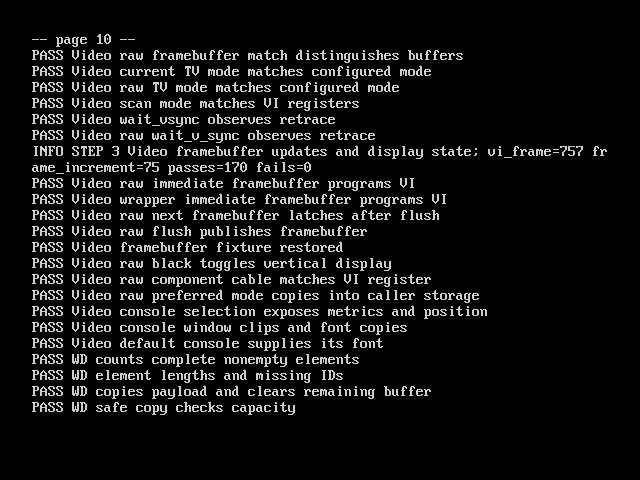 -- page 10 --
PASS Video raw framebuffer match distinguishes buffers
PASS Video current TV mode matches configured mode
PASS Video raw TV mode matches configured mode
PASS Video scan mode matches VI registers
PASS Video wait_vsync observes retrace
PASS Video raw wait_v_sync observes retrace
INFO STEP 3 Video framebuffer updates and display state; vi_frame=757 fr
ame_increment=75 passes=170 fails=0
PASS Video raw immediate framebuffer programs VI
PASS Video wrapper immediate framebuffer programs VI
PASS Video raw next framebuffer latches after flush
PASS Video raw flush publishes framebuffer
PASS Video framebuffer fixture restored
PASS Video raw black toggles vertical display
PASS Video raw component cable matches VI register
PASS Video raw preferred mode copies into caller storage
PASS Video console selection exposes metrics and position
PASS Video console window clips and font copies
PASS Video default console supplies its font
PASS WD counts complete nonempty elements
PASS WD element lengths and missing IDs
PASS WD copies payload and clears remaining buffer
PASS WD safe copy checks capacity